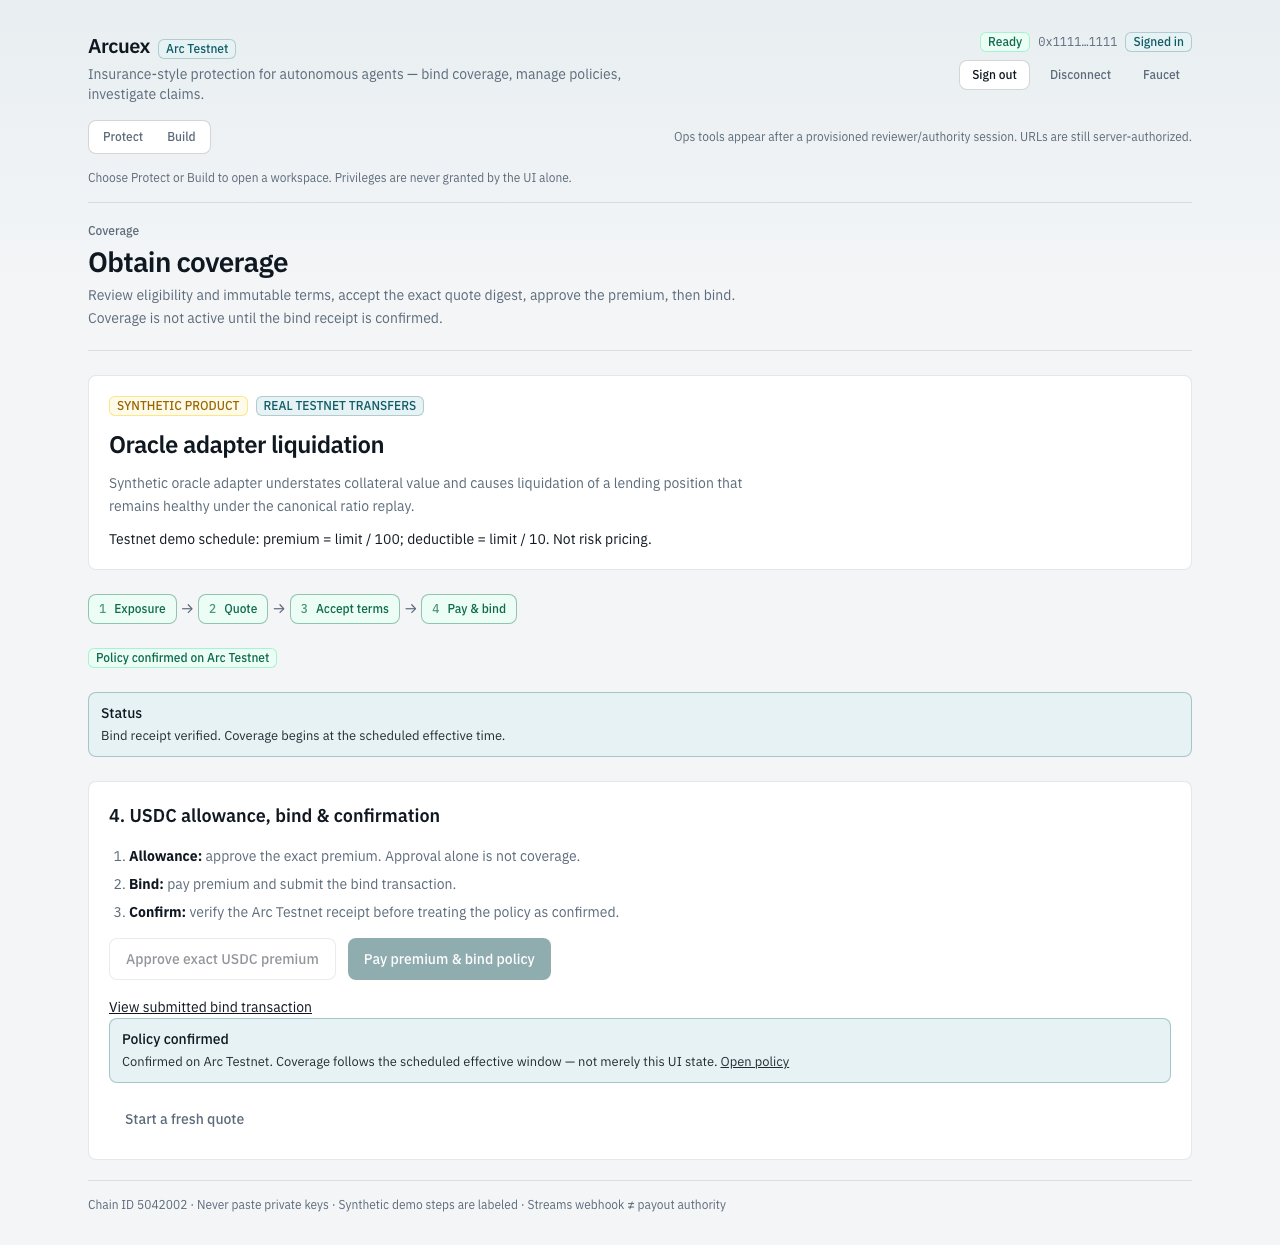 Arcuex Arc Testnet
Ready 0x1111…1111 Signed in
Insurance-style protection for autonomous agents — bind coverage, manage policies,
investigate claims.
Sign out Disconnect Faucet
Protect Build
Ops tools appear after a provisioned reviewer/authority session. URLs are still server-authorized.
Choose Protect or Build to open a workspace. Privileges are never granted by the UI alone.
Coverage
Obtain coverage
Review eligibility and immutable terms, accept the exact quote digest, approve the premium, then bind.
Coverage is not active until the bind receipt is confirmed.
SYNTHETIC PRODUCT REAL TESTNET TRANSFERS
Oracle adapter liquidation
Synthetic oracle adapter understates collateral value and causes liquidation of a lending position that
remains healthy under the canonical ratio replay.
Testnet demo schedule: premium = limit / 100; deductible = limit / 10. Not risk pricing.
1 Exposure → 2 Quote → 3 Accept terms → 4 Pay & bind
Policy confirmed on Arc Testnet
Status
Bind receipt verified. Coverage begins at the scheduled effective time.
4. USDC allowance, bind & confirmation
1. Allowance: approve the exact premium. Approval alone is not coverage.
2. Bind: pay premium and submit the bind transaction.
3. Confirm: verify the Arc Testnet receipt before treating the policy as confirmed.
Approve exact USDC premium Pay premium & bind policy
View submitted bind transaction
Policy confirmed
Confirmed on Arc Testnet. Coverage follows the scheduled effective window — not merely this UI state. Open policy
Start a fresh quote
Chain ID 5042002 · Never paste private keys · Synthetic demo steps are labeled · Streams webhook ≠ payout authority